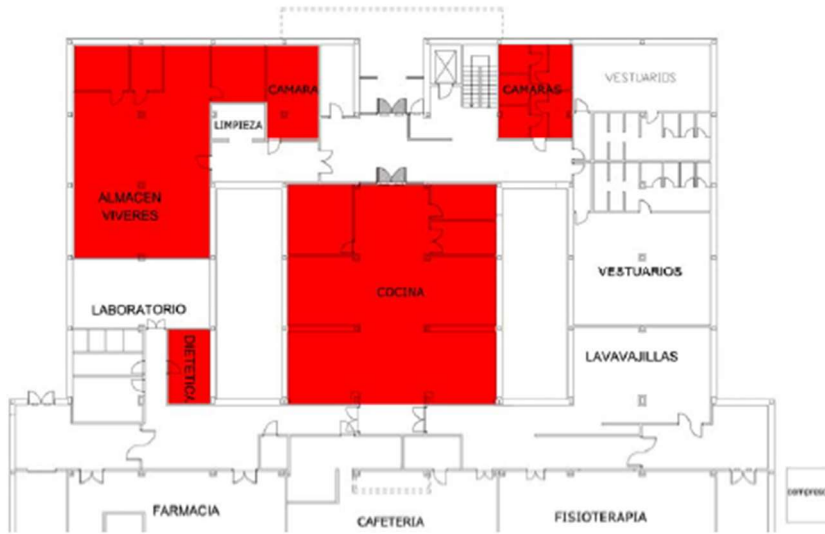 VESTUARIOS
CAMARA
CAMARAS
LIMPIEZA
ALMACEN
VIVERES
VESTUARIOS
COCINA
LABORATORIO
DIETETICA
LAVAVAJILLAS
FARMACIA
CAFETERIA
FISIOTERAPIA